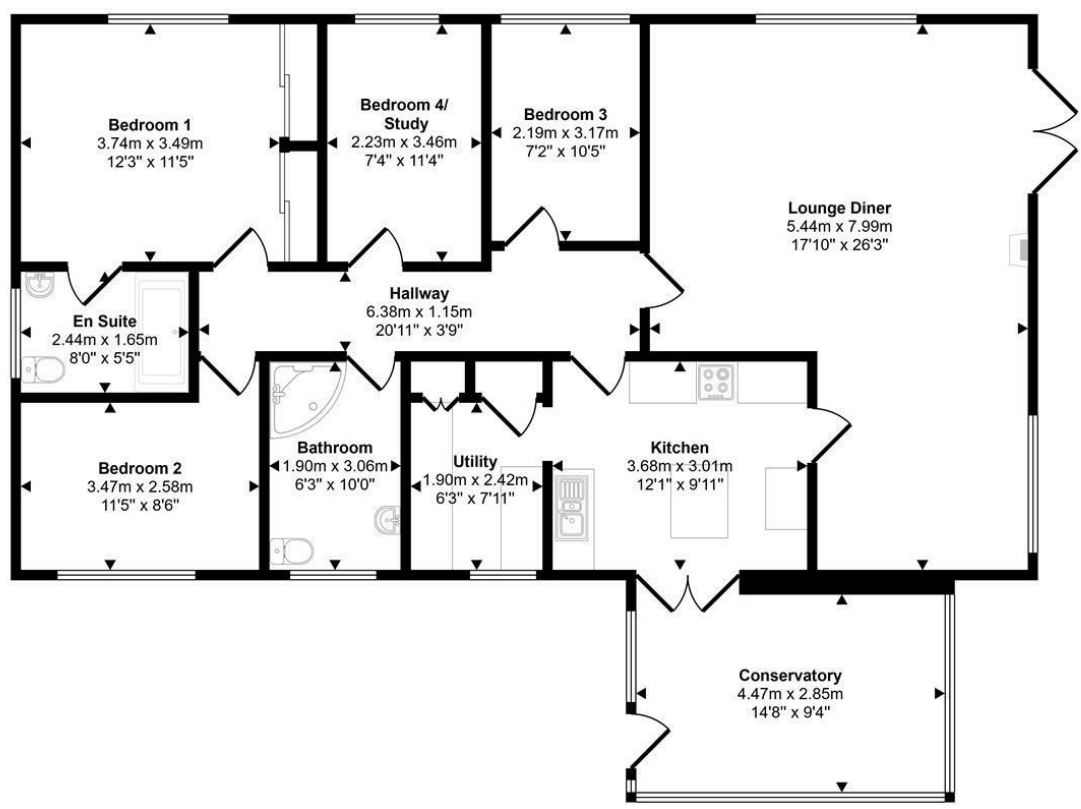 Bedroom 1
3.74m x 3.49m
12'3" x 11'5"
Bedroom 4/
Study
2.23m x 3.46m
7'4" x 11'4"
Bedroom 3
2.19m x 3.17m
7'2" x 10'5"
Lounge Diner
5.44m x 7.99m
17'10" x 26'3"
Hallway
6.38m x 1.15m
20'11" x 3'9"
En Suite
2.44m x 1.65m
8'0" x 5'5"
Bedroom 2
3.47m x 2.58m
11'5" x 8'6"
Bathroom
1.90m x 3.06m
6'3" x 10'0"
Utility
1.90m x 2.42m
6'3" x 7'11"
Kitchen
3.68m x 3.01m
12'1" x 9'11"
Conservatory
4.47m x 2.85m
14'8" x 9'4"